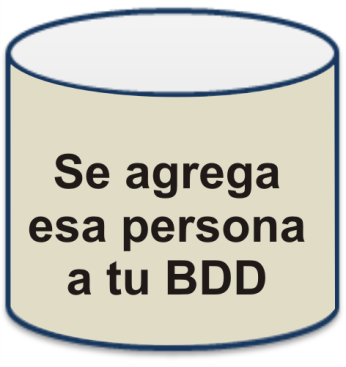 Se agrega
esa persona
a tu BDD